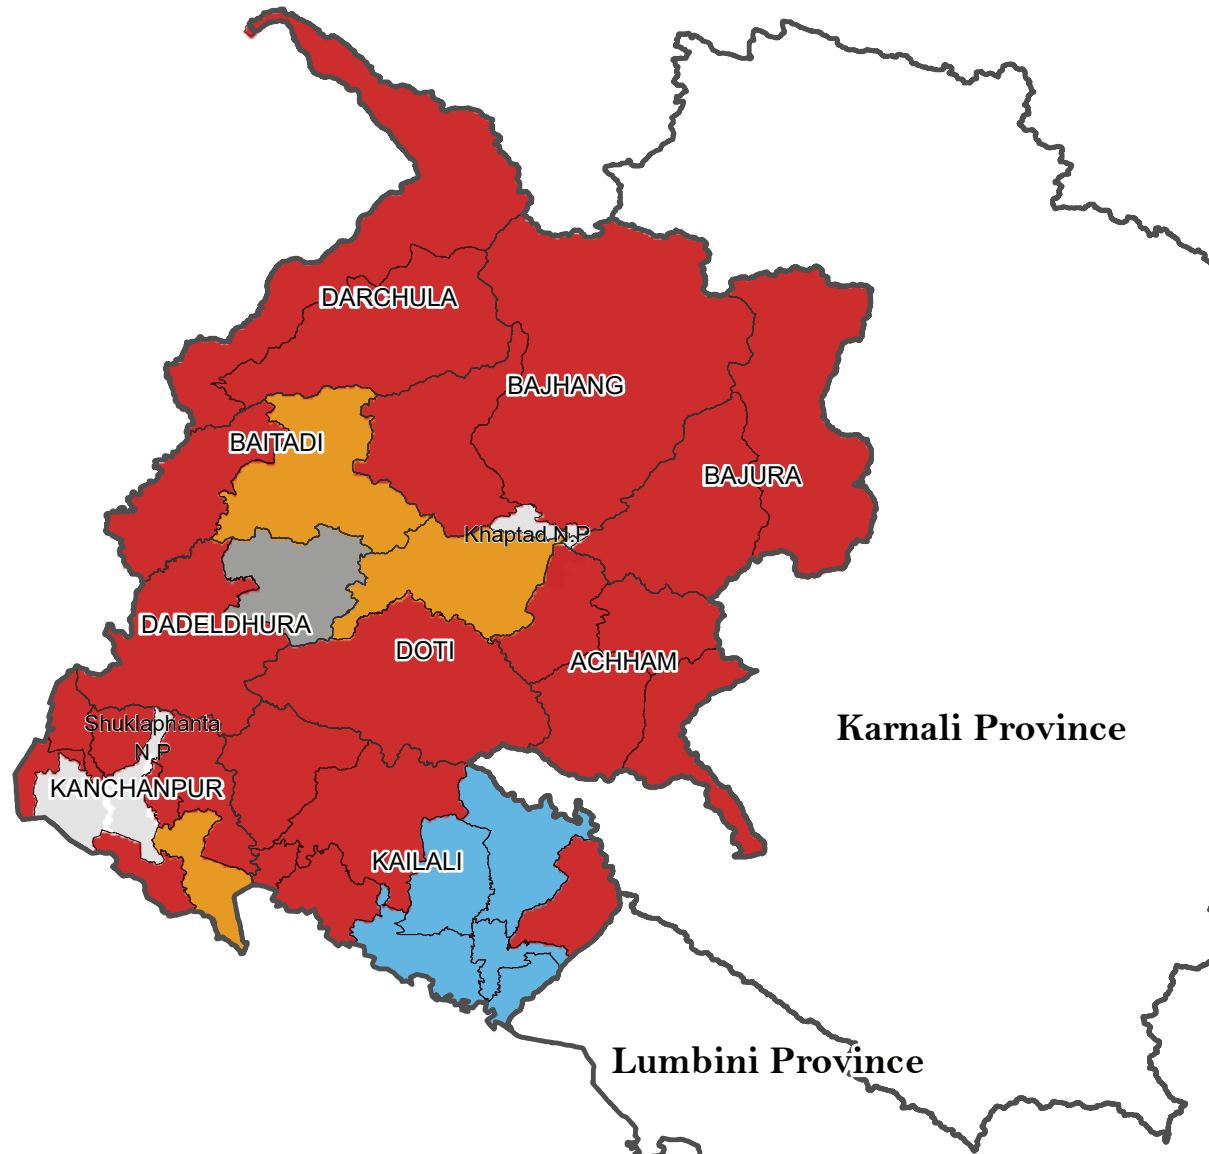 DARCHULA
BAJHANG
BAITADI
BAJURA
Khaptad N.P
DADELDHURA
DOTI
ACHHAM
Shuklaphanta
N.P
Karnali Province
KANCHANPUR
KAILALI
Lumbini Province